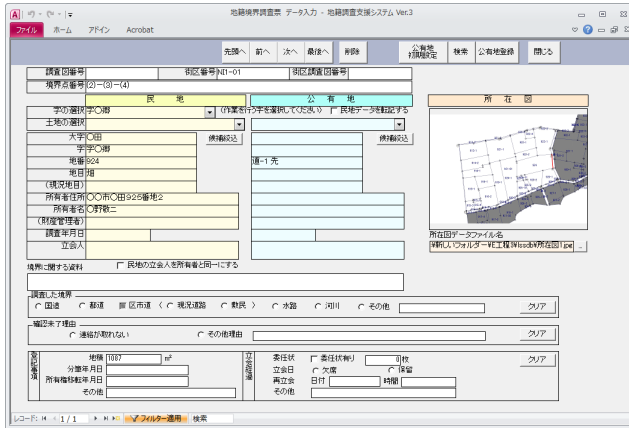 地籍境界調査票 データ入力 - 地籍調査支援システム Ver.3
ファイル ホーム アドイン Acrobat
先頭へ 前へ 次へ 最後へ 削除 公有地初期設定 検索 公有地登録 閉じる
調査図番号 街区番号 NI1-01 街区調査図番号
境界点番号 (2)-(3)-(4)
民 地 公 有 地 所 在 図
字の選択 字〇郷 (作業を行う字を選択してください) 民地データを転記する
土地の選択
大字 〇田 候補絞込 候補絞込
字 字〇郷
地番 924 道-1 先
地目 畑
(現況地目)
所有者住所 〇〇市〇田925番地2
所有者名 〇野敬二
(財産管理者)
調査年月日 所在図データファイル名
立会人 ¥新しいフォルダー¥E工程¥lssdb¥所在図1.jpg ...
境界に関する資料 民地の立会人を所有者と同一にする
調査した境界
国道 都道 区市道 ( 現況道路 敷民 ) 水路 河川 その他 クリア
確認未了理由
連絡が取れない その他理由 クリア
登記事項 地積 1087 ㎡ 立会経過 委任状 委任状有り 0 枚 クリア
分筆年月日 立会日 欠席 保留
所有権移転年月日 再立会 日付 時間
その他 その他
レコード: 1 / 1 フィルター適用 検索